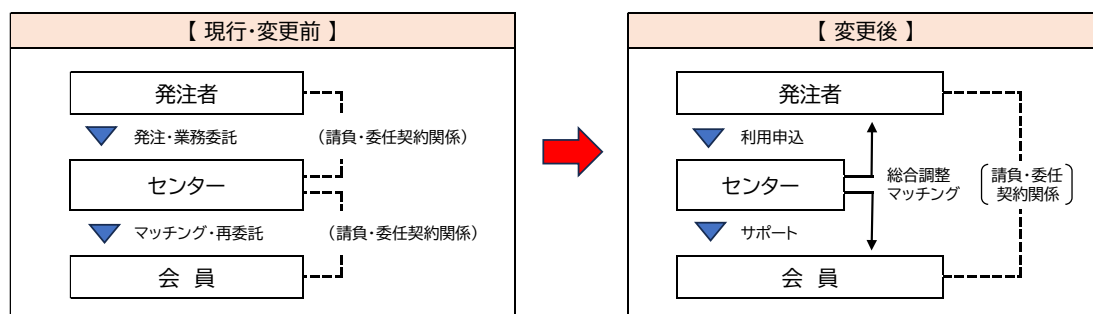 【 現行・変更前 】
発注者
発注・業務委託
（請負・委任契約関係）
センター
マッチング・再委託
（請負・委任契約関係）
会 員
【 変更後 】
発注者
利用申込
センター
総合調整
マッチング
請負・委任
契約関係
サポート
会 員